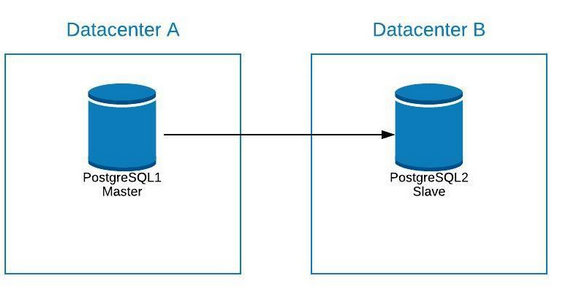 Datacenter A
Datacenter B
PostgreSQL1
Master
PostgreSQL2
Slave